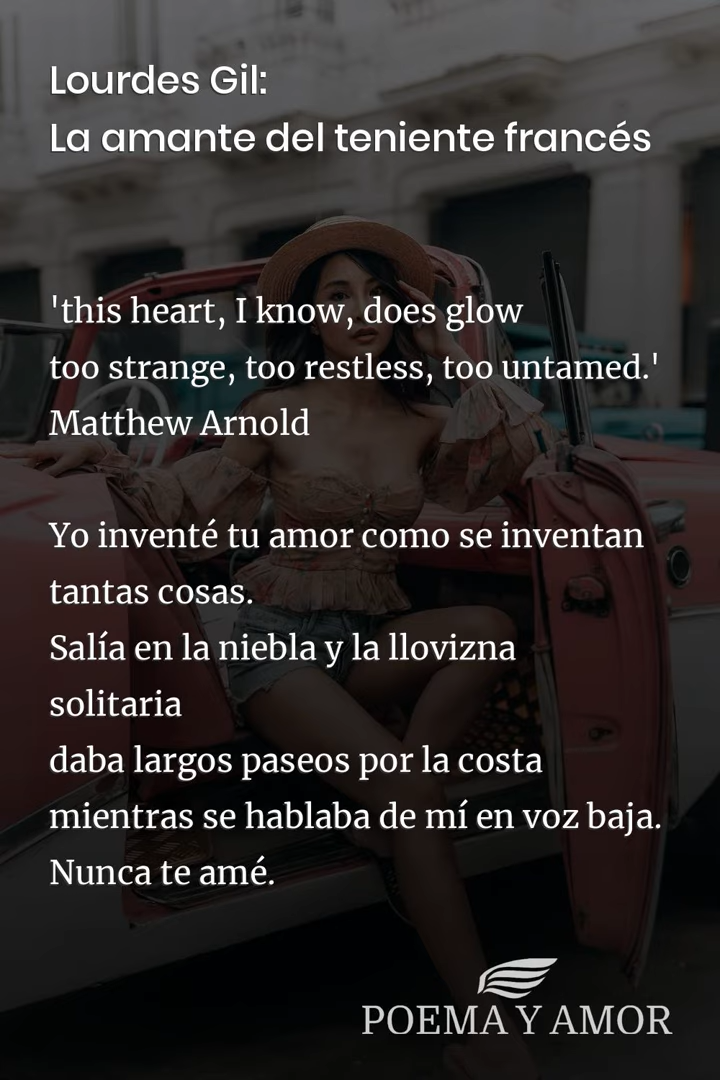 Lourdes Gil:
La amante del teniente francés
'this heart, I know, does glow
too strange, too restless, too untamed.'
Matthew Arnold
Yo inventé tu amor como se inventan
tantas cosas.
Salía en la niebla y la llovizna
solitaria
daba largos paseos por la costa
mientras se hablaba de mí en voz baja.
Nunca te amé.
POEMA Y AMOR